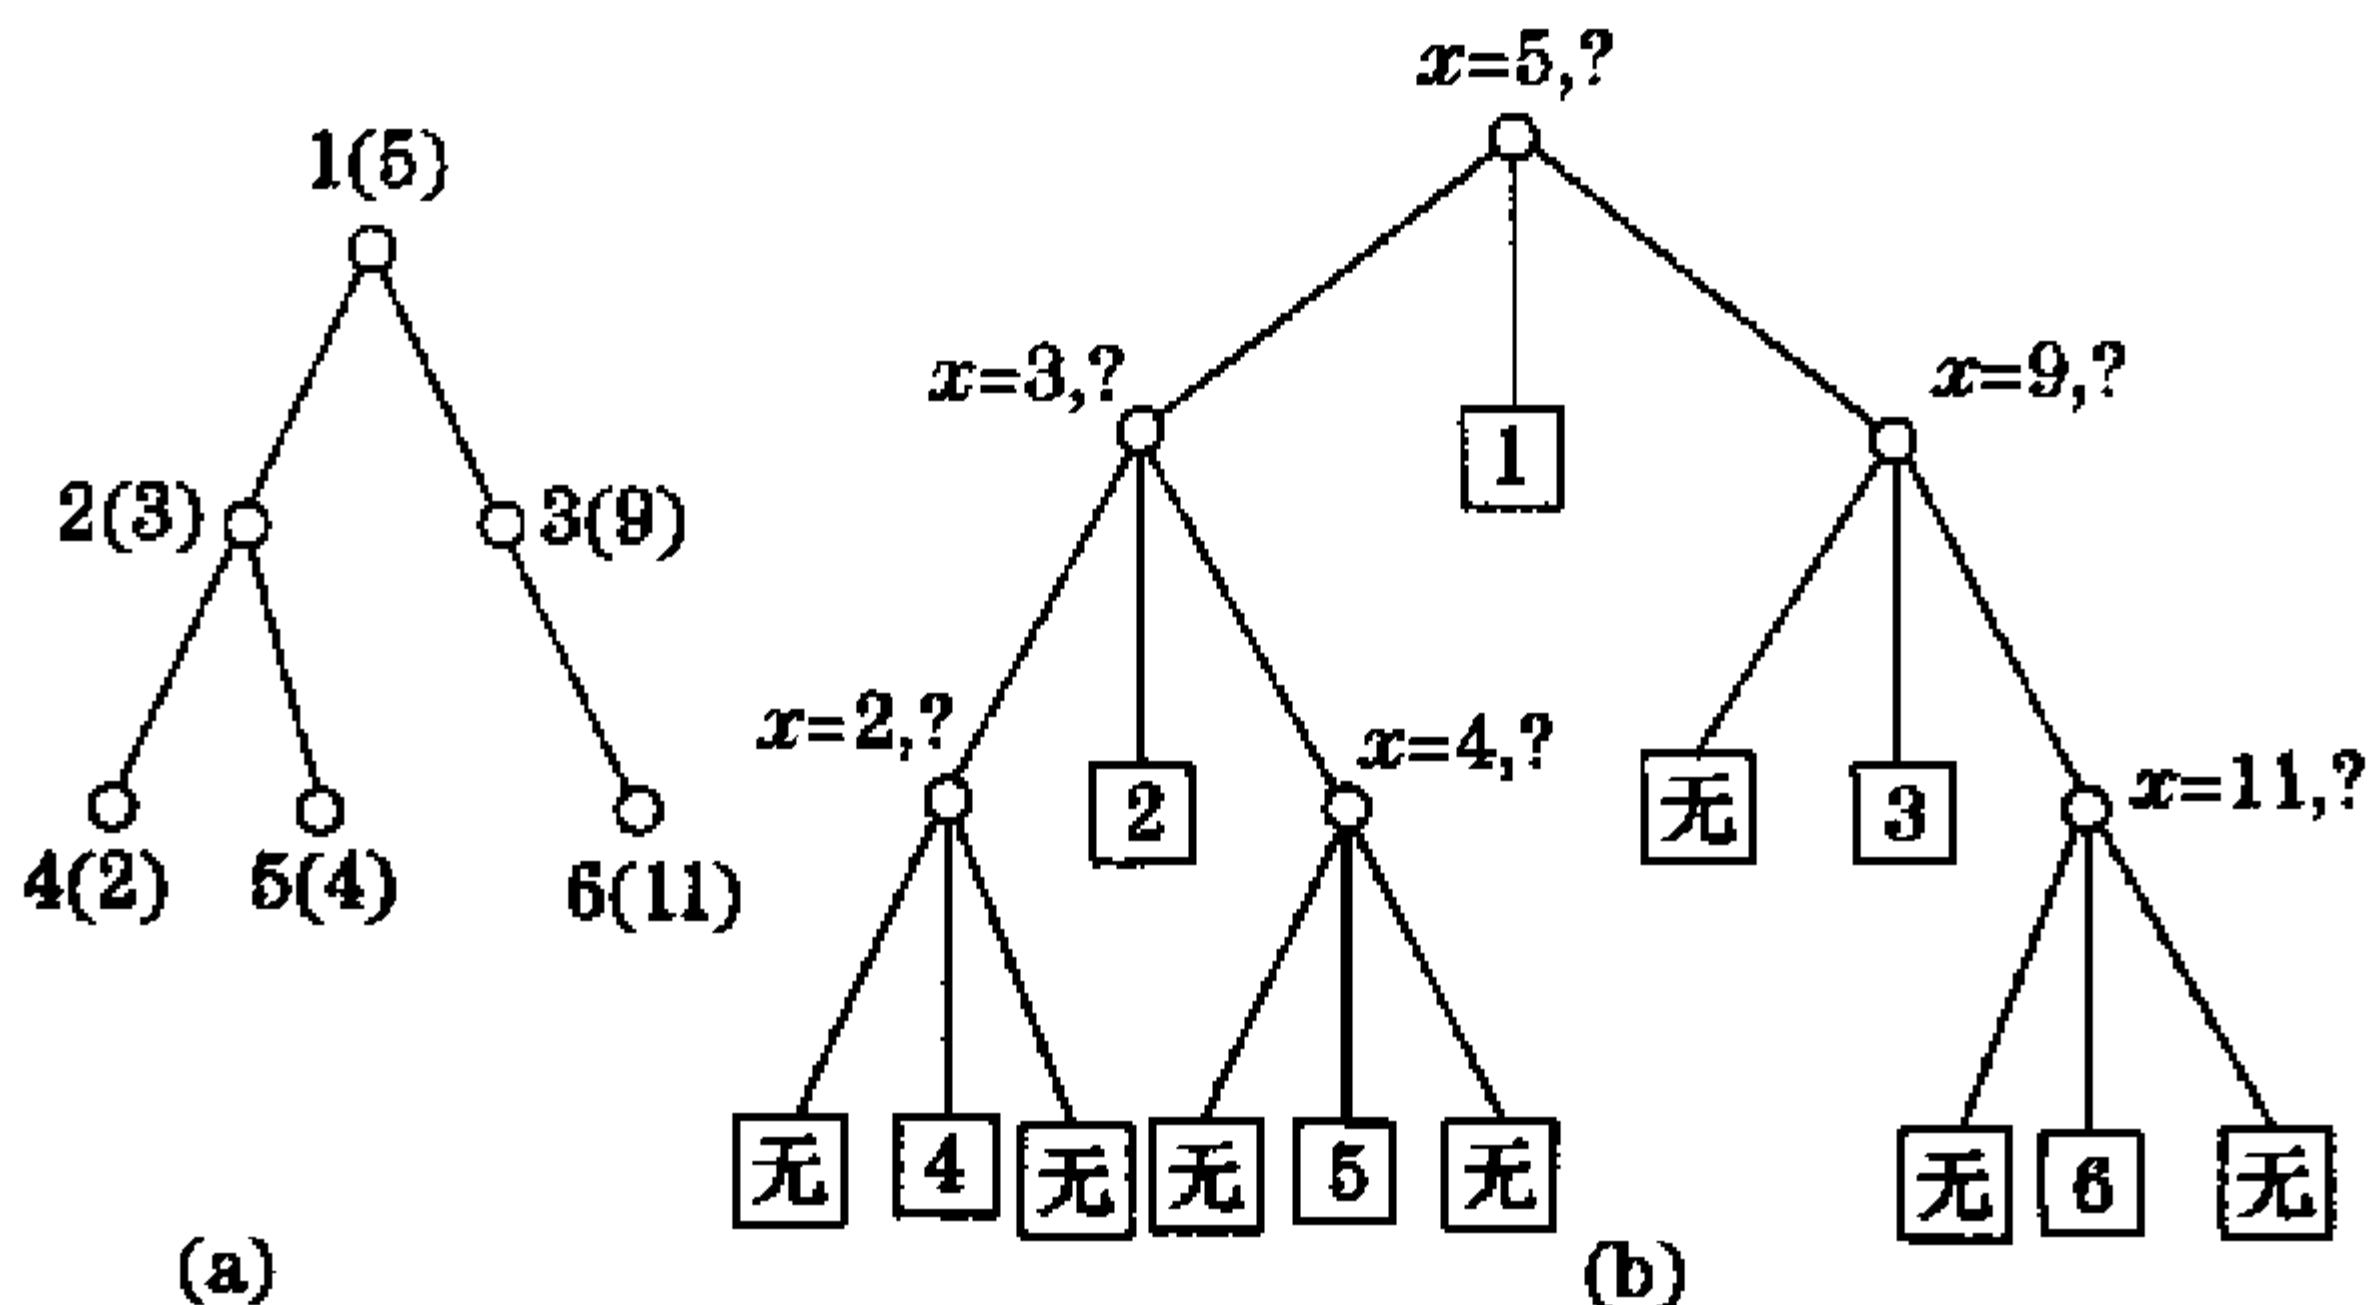 x=5,?
1(5)
x=3,?
x=9,?
1
2(3)
3(9)
x=2,?
x=4,?
x=11,?
2
无
3
4(2)
5(4)
6(11)
无
4
无
无
5
无
无
6
无
(a)
(b)